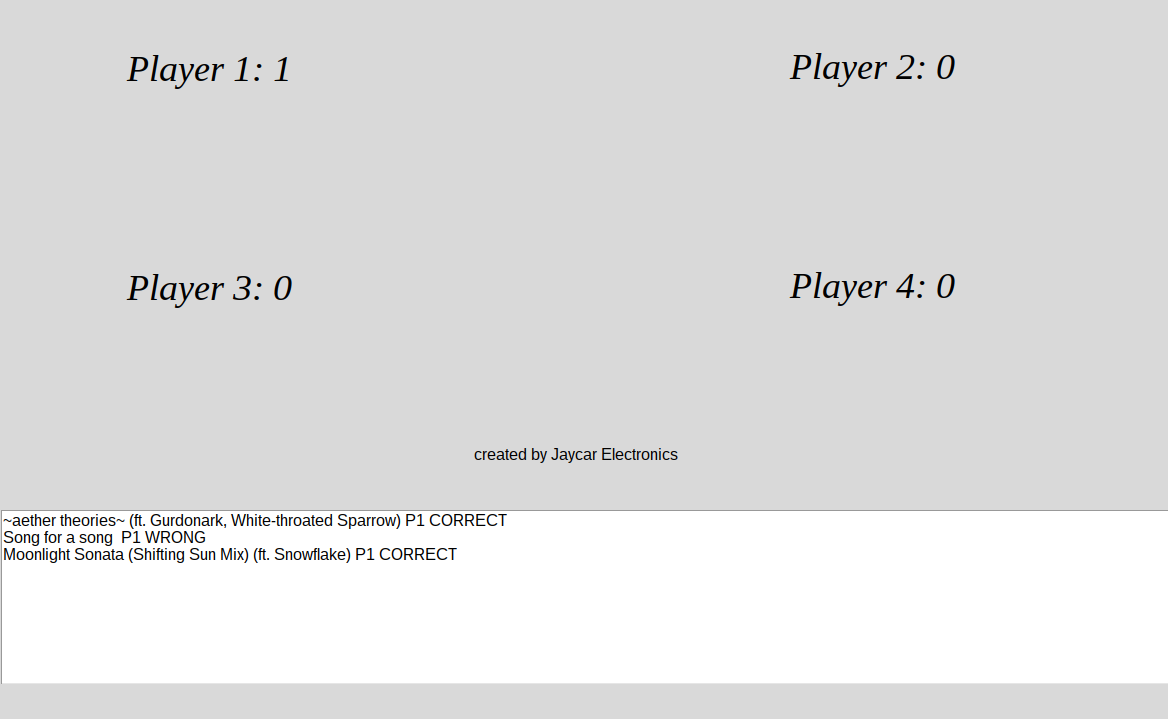 Player 1: 1
Player 2: 0
Player 3: 0
Player 4: 0
created by Jaycar Electronics
~aether theories~ (ft. Gurdonark, White-throated Sparrow) P1 CORRECT
Song for a song  P1 WRONG
Moonlight Sonata (Shifting Sun Mix) (ft. Snowflake) P1 CORRECT